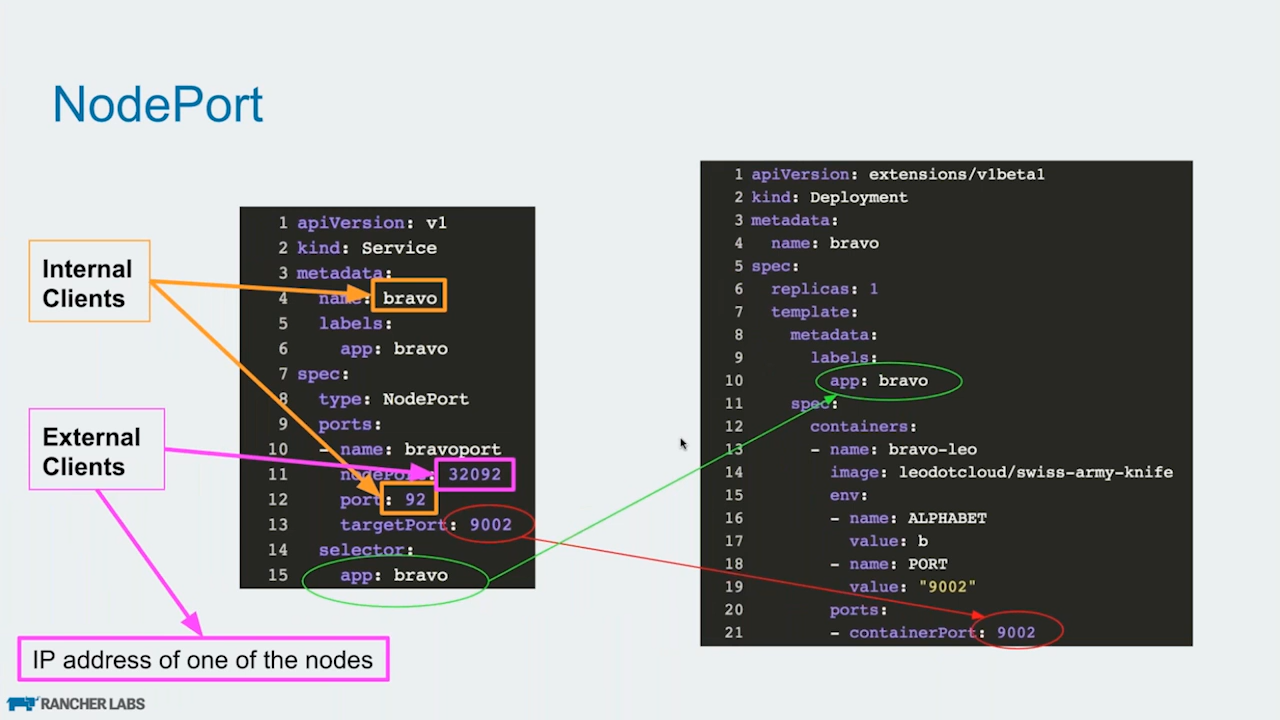 NodePort
Internal
Clients
External
Clients
IP address of one of the nodes
1 apiVersion: v1
2 kind: Service
3 metadata:
4 name: bravo
5 labels:
6 app: bravo
7 spec:
8 type: NodePort
9 ports:
10 - name: bravoport
11 nodePort: 32092
12 port: 92
13 targetPort: 9002
14 selector:
15 app: bravo
1 apiVersion: extensions/v1beta1
2 kind: Deployment
3 metadata:
4 name: bravo
5 spec:
6 replicas: 1
7 template:
8 metadata:
9 labels:
10 app: bravo
11 spec:
12 containers:
13 - name: bravo-leo
14 image: leodotcloud/swiss-army-knife
15 env:
16 - name: ALPHABET
17 value: b
18 - name: PORT
19 value: "9002"
20 ports:
21 - containerPort: 9002
RANCHER LABS